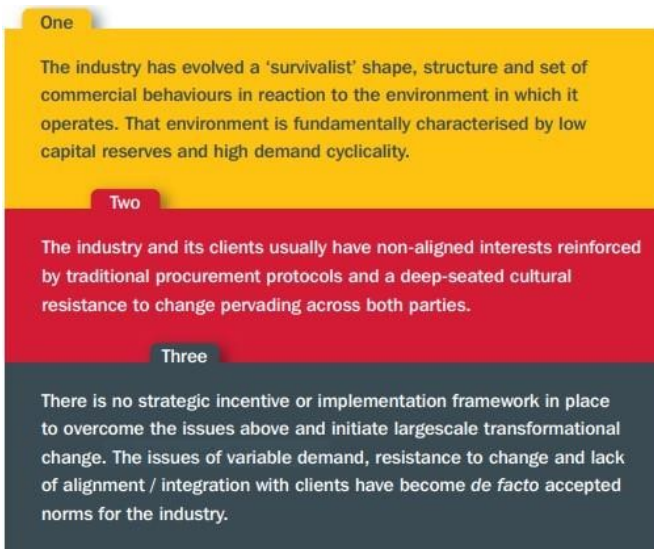 One
The industry has evolved a ‘survivalist’ shape, structure and set of
commercial behaviours in reaction to the environment in which it
operates. That environment is fundamentally characterised by low
capital reserves and high demand cyclicality.
Two
The industry and its clients usually have non-aligned interests reinforced
by traditional procurement protocols and a deep-seated cultural
resistance to change pervading across both parties.
Three
There is no strategic incentive or implementation framework in place
to overcome the issues above and initiate largescale transformational
change. The issues of variable demand, resistance to change and lack
of alignment / integration with clients have become de facto accepted
norms for the industry.